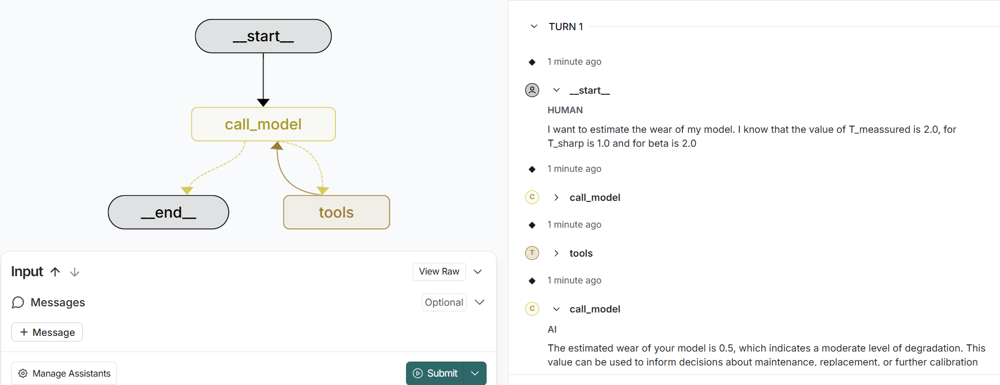 __start__
call_model
__end__
tools
Input
View Raw
Messages
Optional
+ Message
Manage Assistants
Submit
TURN 1
1 minute ago
__start__
HUMAN
I want to estimate the wear of my model. I know that the value of T_meassured is 2.0, for
T_sharp is 1.0 and for beta is 2.0
1 minute ago
C
call_model
1 minute ago
T
tools
1 minute ago
C
call_model
AI
The estimated wear of your model is 0.5, which indicates a moderate level of degradation. This
value can be used to inform decisions about maintenance, replacement, or further calibration